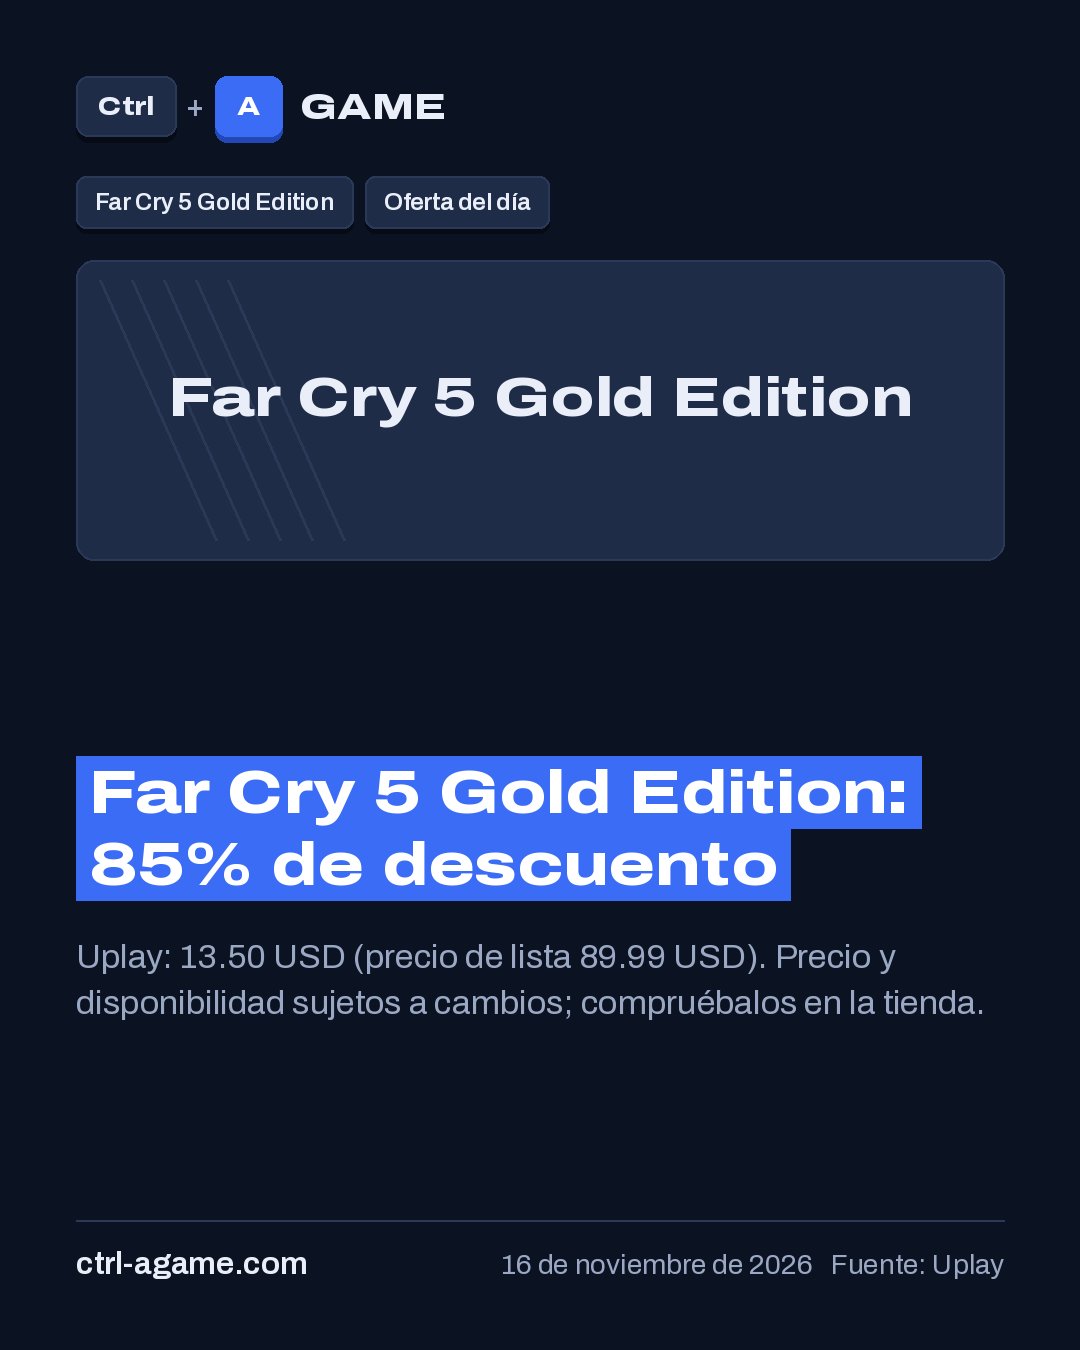 Ctrl + A GAME
Far Cry 5 Gold Edition Oferta del día
Far Cry 5 Gold Edition
Far Cry 5 Gold Edition:
85% de descuento
Uplay: 13.50 USD (precio de lista 89.99 USD). Precio y
disponibilidad sujetos a cambios; compruébalos en la tienda.
ctrl-agame.com 16 de noviembre de 2026 Fuente: Uplay